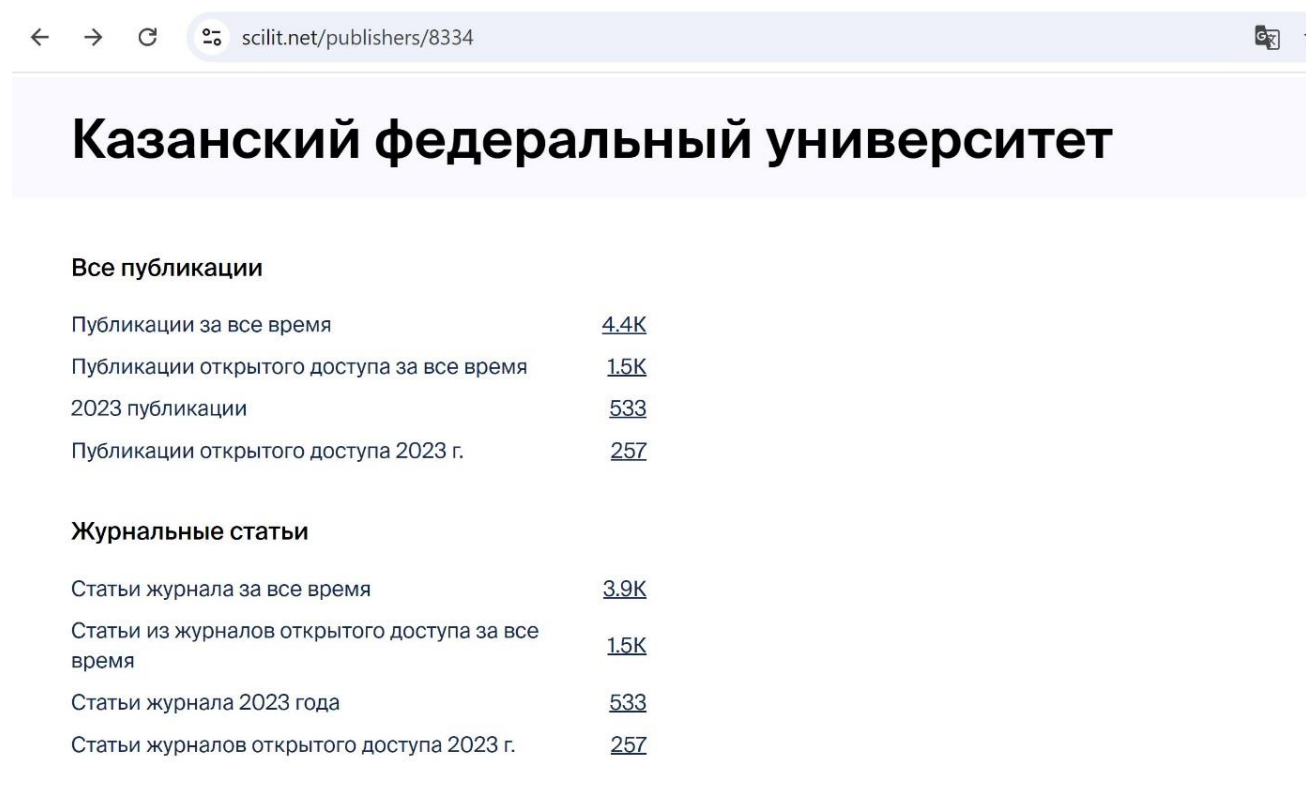 scilit.net/publishers/8334
Казанский федеральный университет
Все публикации
Публикации за все время 4.4K
Публикации открытого доступа за все время 1.5K
2023 публикации 533
Публикации открытого доступа 2023 г. 257
Журнальные статьи
Статьи журнала за все время 3.9K
Статьи из журналов открытого доступа за все
время 1.5K
Статьи журнала 2023 года 533
Статьи журналов открытого доступа 2023 г. 257